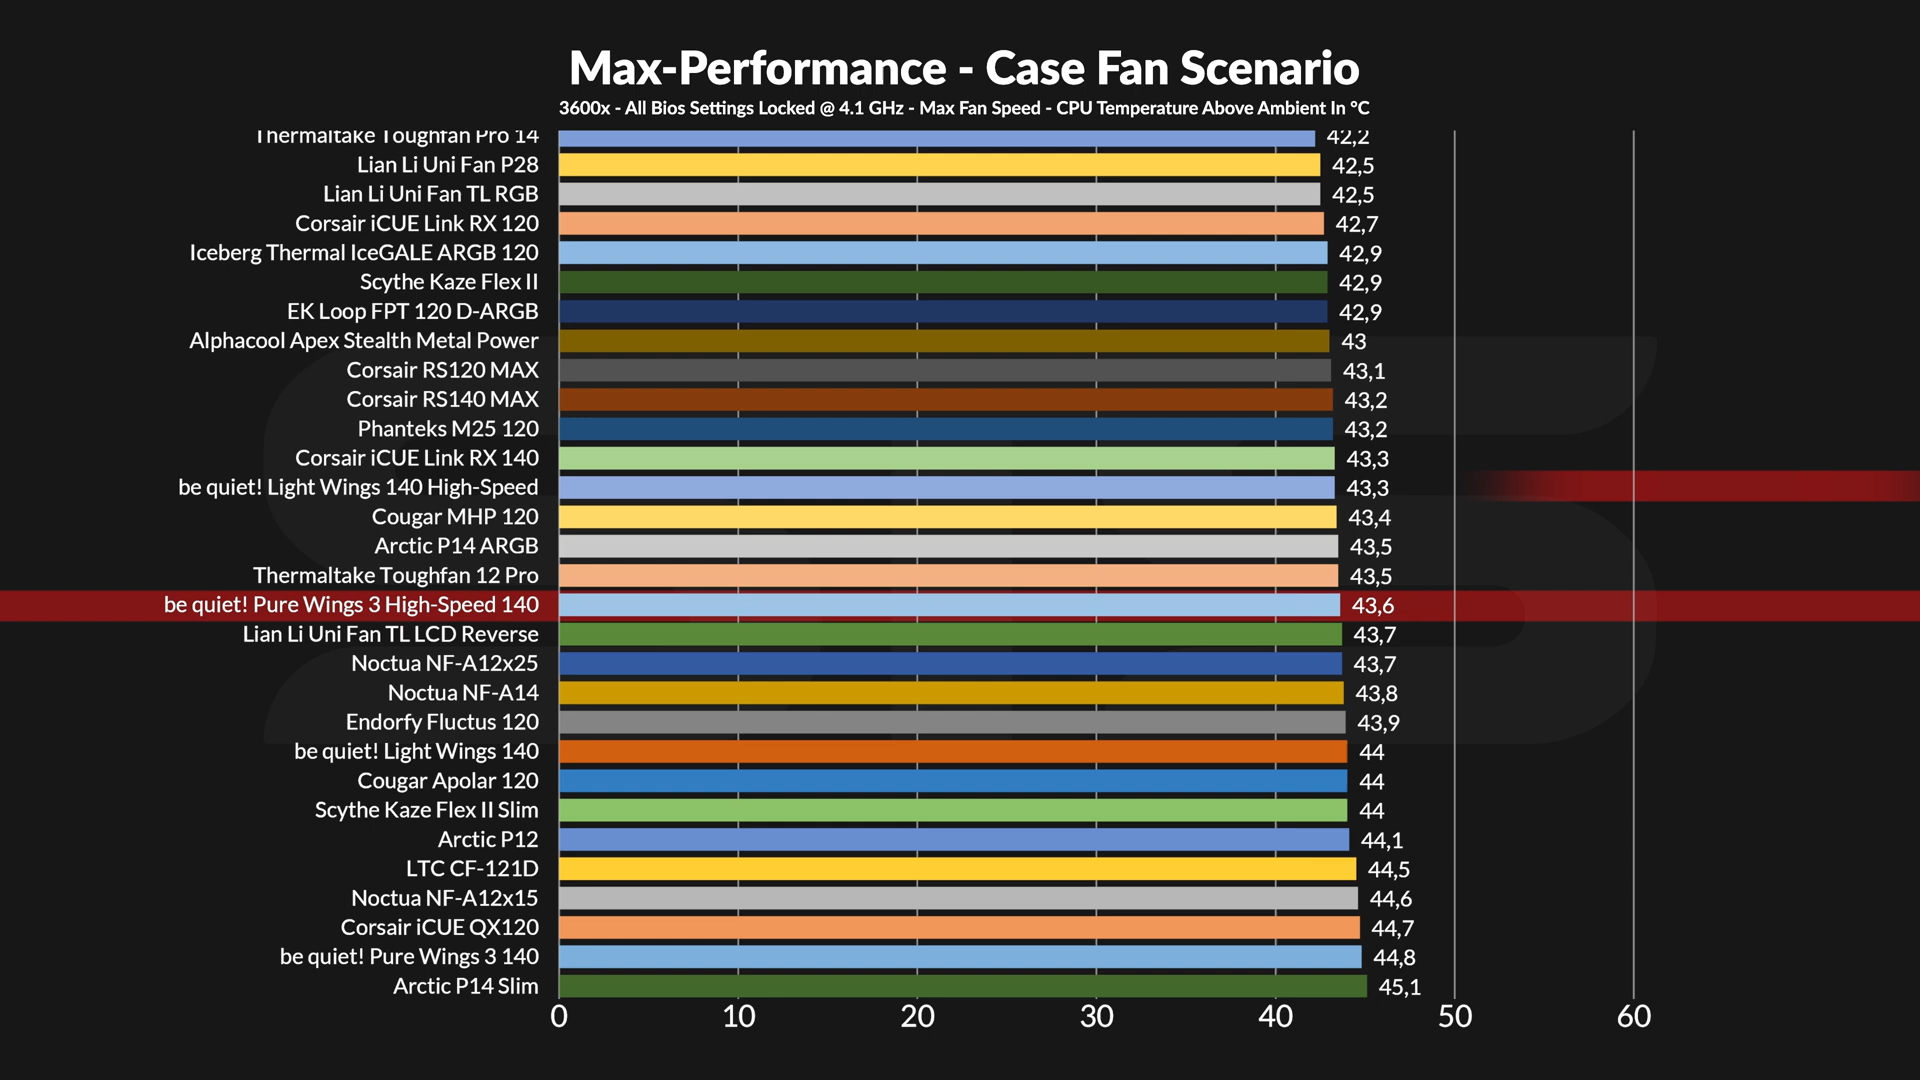 Max-Performance - Case Fan Scenario
3600x - All Bios Settings Locked @ 4.1 GHz - Max Fan Speed - CPU Temperature Above Ambient In °C
Thermaltake Toughfan Pro 14 42,2
Lian Li Uni Fan P28 42,5
Lian Li Uni Fan TL RGB 42,5
Corsair iCUE Link RX 120 42,7
Iceberg Thermal IceGALE ARGB 120 42,9
Scythe Kaze Flex II 42,9
EK Loop FPT 120 D-ARGB 42,9
Alphacool Apex Stealth Metal Power 43
Corsair RS120 MAX 43,1
Corsair RS140 MAX 43,2
Phanteks M25 120 43,2
Corsair iCUE Link RX 140 43,3
be quiet! Light Wings 140 High-Speed 43,3
Cougar MHP 120 43,4
Arctic P14 ARGB 43,5
Thermaltake Toughfan 12 Pro 43,5
be quiet! Pure Wings 3 High-Speed 140 43,6
Lian Li Uni Fan TL LCD Reverse 43,7
Noctua NF-A12x25 43,7
Noctua NF-A14 43,8
Endorfy Fluctus 120 43,9
be quiet! Light Wings 140 44
Cougar Apolar 120 44
Scythe Kaze Flex II Slim 44
Arctic P12 44,1
LTC CF-121D 44,5
Noctua NF-A12x15 44,6
Corsair iCUE QX120 44,7
be quiet! Pure Wings 3 140 44,8
Arctic P14 Slim 45,1
0 10 20 30 40 50 60